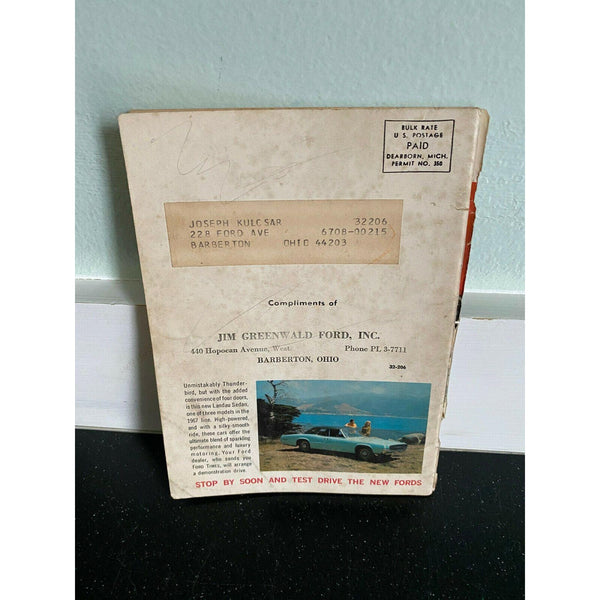 BULK RATE
U. S. POSTAGE
PAID
DEARBORN, MICH.
PERMIT NO. 350
JOSEPH KULCSAR 32206
228 FORD AVE 6708-00215
BARBERTON OHIO 44203
Compliments of
JIM GREENWALD FORD, INC.
440 Hopocan Avenue, West Phone PL 3-7711
BARBERTON, OHIO
32-206
Unmistakably Thunder-
bird, but with the added
convenience of four doors,
is this new Landau Sedan,
one of three models in the
1967 line. High-powered,
and with a silky-smooth
ride, these cars offer the
ultimate blend of sparkling
performance and luxury
motoring. Your Ford
dealer, who sends you
FORD TIMES, will arrange
a demonstration drive.
STOP BY SOON AND TEST DRIVE THE NEW FORDS